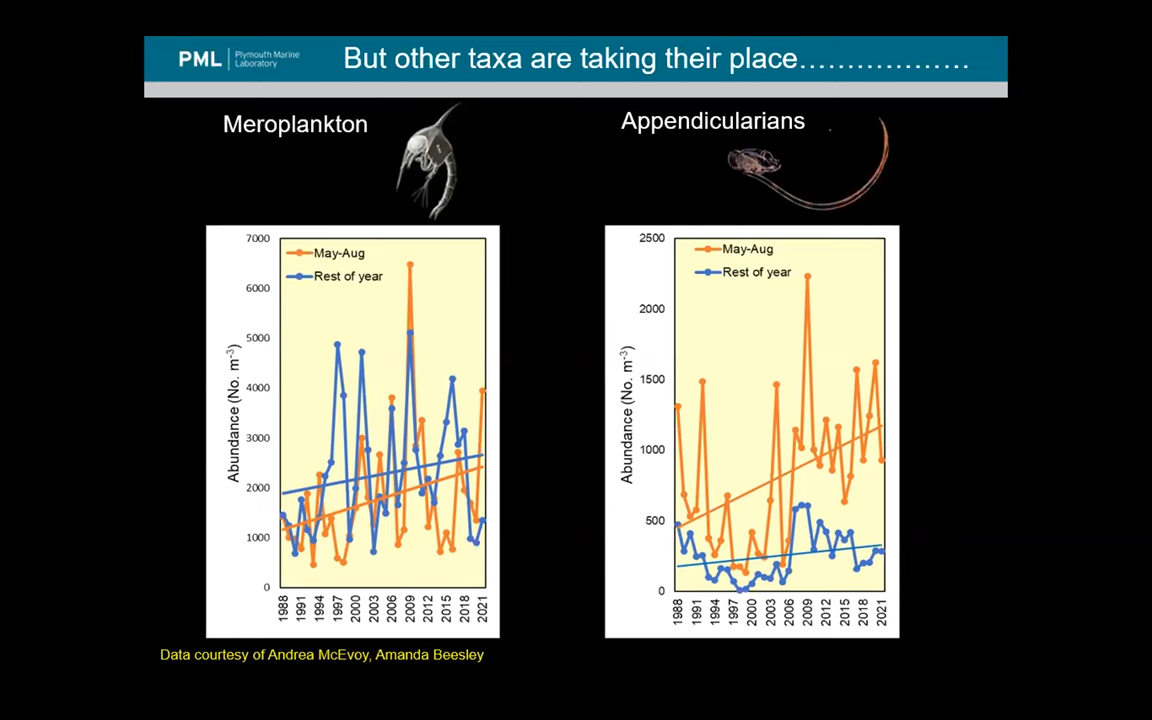 PML
Plymouth Marine
Laboratory
But other taxa are taking their place………………
Meroplankton
Appendicularians
7000
6000
5000
4000
3000
2000
1000
0
Abundance (No. m-3)
May-Aug
Rest of year
1988
1991
1994
1997
2000
2003
2006
2009
2012
2015
2018
2021
2500
2000
1500
1000
500
0
Abundance (No. m-3)
May-Aug
Rest of year
1988
1991
1994
1997
2000
2003
2006
2009
2012
2015
2018
2021
Data courtesy of Andrea McEvoy, Amanda Beesley